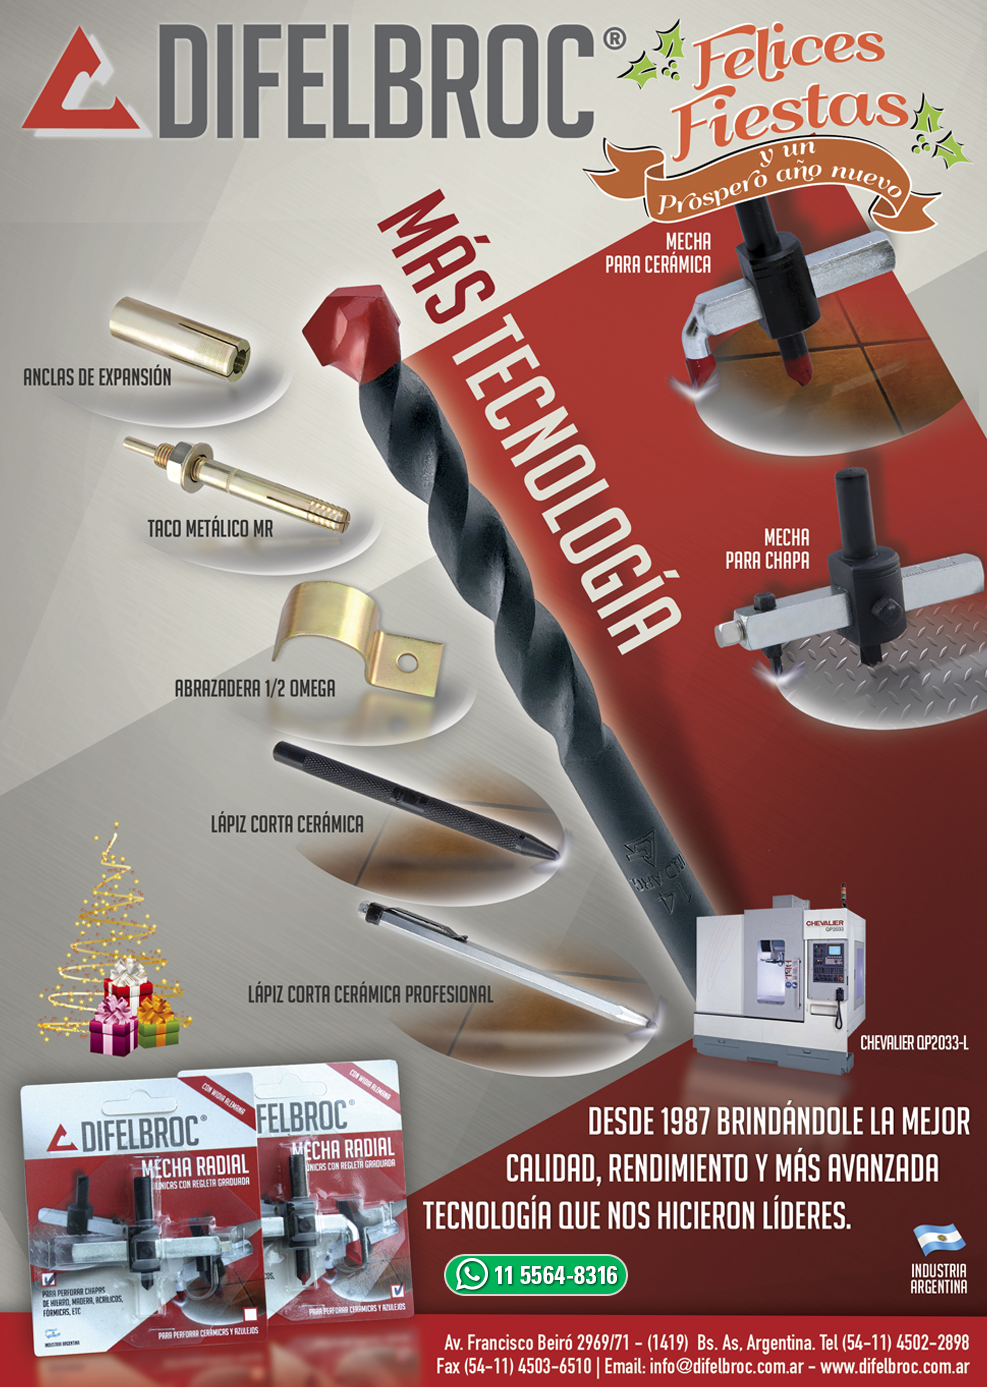 DIFELBROC®
Felices
Fiestas
y un
Prospero año nuevo
MÁS TECNOLOGÍA
MECHA
PARA CERÁMICA
ANCLAS DE EXPANSIÓN
TACO METÁLICO MR
MECHA
PARA CHAPA
ABRAZADERA 1/2 OMEGA
LÁPIZ CORTA CERÁMICA
LÁPIZ CORTA CERÁMICA PROFESIONAL
14
CHEVALIER
QP2033
CHEVALIER QP2033-L
DESDE 1987 BRINDÁNDOLE LA MEJOR
CALIDAD, RENDIMIENTO Y MÁS AVANZADA
TECNOLOGÍA QUE NOS HICIERON LÍDERES.
11 5564-8316
INDUSTRIA
ARGENTINA
CON WIDIA ALEMANA
DIFELBROC®
MECHA RADIAL
ÚNICAS CON REGLETA GRADUADA
PARA PERFORAR CHAPAS
DE HIERRO, MADERA, ACRILICOS,
FÓRMICAS, ETC
INDUSTRIA ARGENTINA
PARA PERFORAR CERÁMICAS Y AZULEJOS
CON WIDIA ALEMANA
FELBROC®
MECHA RADIAL
ÚNICAS CON REGLETA GRADUADA
PARA PERFORAR CERÁMICAS Y AZULEJOS
Av. Francisco Beiró 2969/71 - (1419) Bs. As, Argentina. Tel (54-11) 4502-2898
Fax (54-11) 4503-6510 | Email: info@difelbroc.com.ar - www.difelbroc.com.ar